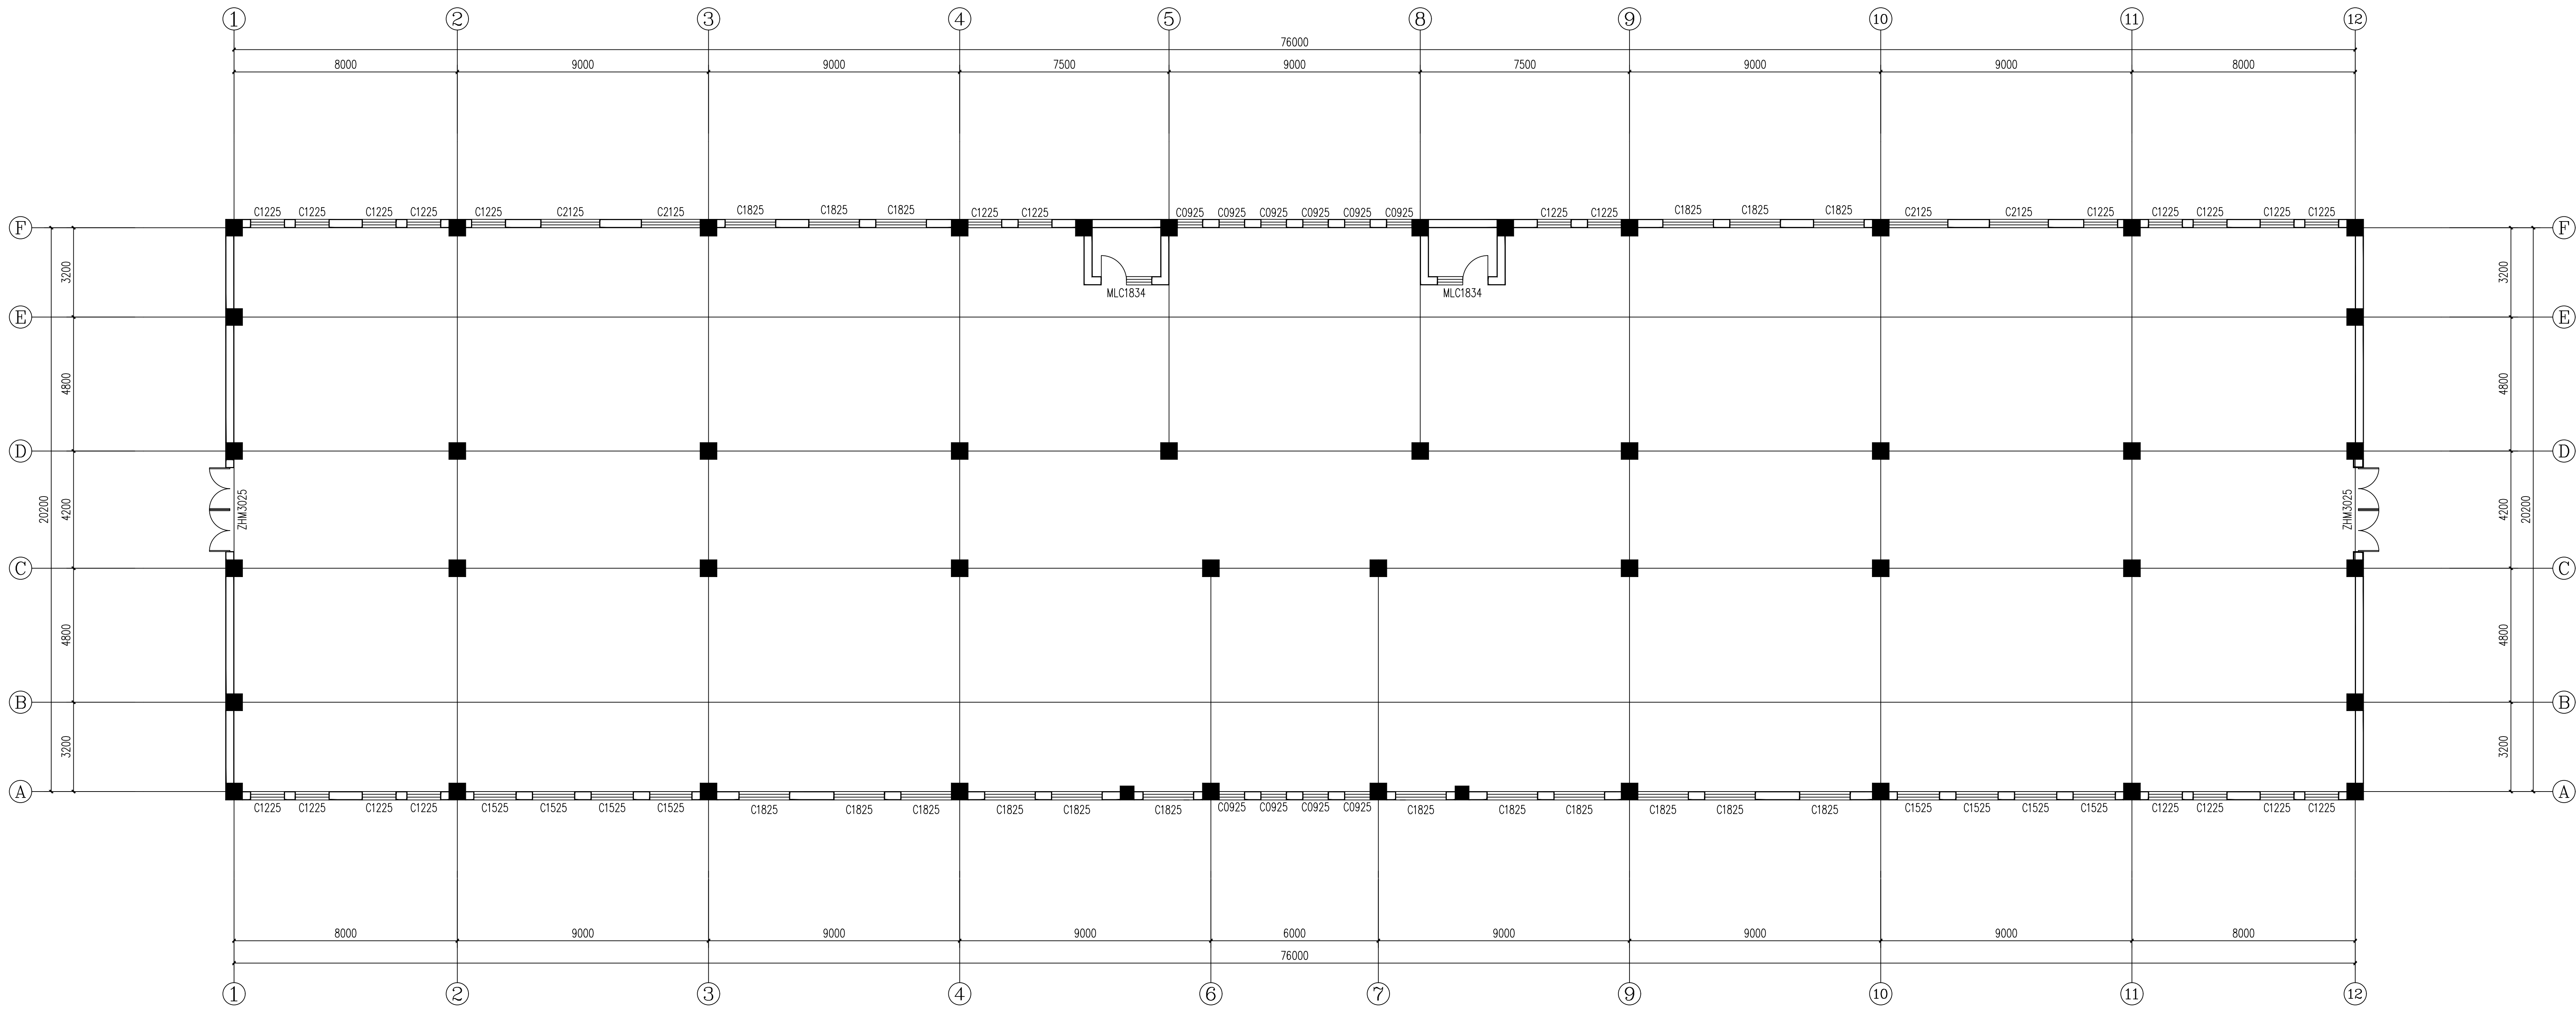 1 2 3 4 5 8 9 10 11 12
76000
8000 9000 9000 7500 9000 7500 9000 9000 8000
C1225 C1225 C1225 C1225 C1225 C2125 C2125 C1825 C1825 C1825 C1225 C1225 C0925 C0925 C0925 C0925 C0925 C0925 C1225 C1225 C1825 C1825 C1825 C2125 C2125 C1225 C1225 C1225 C1225 C1225
F F
3200 3200
MLC1834 MLC1834
E E
4800 4800
D D
20200 4200 ZHM3025 ZHM3025 4200 20200
C C
4800 4800
B B
3200 3200
A A
C1225 C1225 C1225 C1225 C1525 C1525 C1525 C1525 C1825 C1825 C1825 C1825 C1825 C1825 C0925 C0925 C0925 C0925 C1825 C1825 C1825 C1825 C1825 C1825 C1525 C1525 C1525 C1525 C1225 C1225 C1225 C1225
8000 9000 9000 9000 6000 9000 9000 9000 8000
76000
1 2 3 4 6 7 9 10 11 12